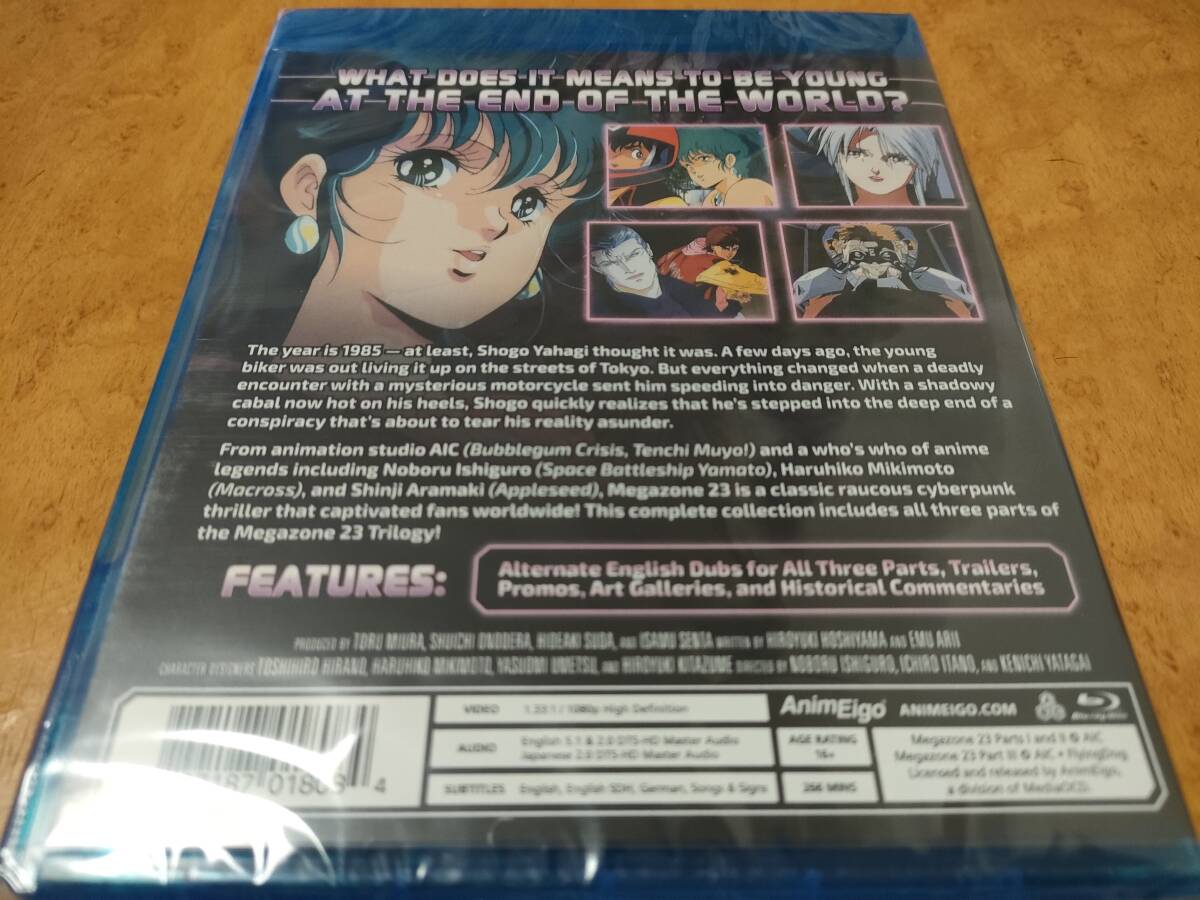 WHAT DOES IT MEANS TO BE YOUNG
AT THE END OF THE WORLD?
The year is 1985 — at least, Shogo Yahagi thought it was. A few days ago, the young
biker was out living it up on the streets of Tokyo. But everything changed when a deadly
encounter with a mysterious motorcycle sent him speeding into danger. With a shadowy
cabal now hot on his heels, Shogo quickly realizes that he's stepped into the deep end of a
conspiracy that's about to tear his reality asunder.
From animation studio AIC (Bubblegum Crisis, Tenchi Muyo!) and a who's who of anime
legends including Noboru Ishiguro (Space Battleship Yamato), Haruhiko Mikimoto
(Macross), and Shinji Aramaki (Appleseed), Megazone 23 is a classic raucous cyberpunk
thriller that captivated fans worldwide! This complete collection includes all three parts of
the Megazone 23 Trilogy!
FEATURES:
Alternate English Dubs for All Three Parts, Trailers,
Promos, Art Galleries, and Historical Commentaries
PRODUCED BY TORU MIURA, SHUICHI ONODERA, HIDEAKI SUDA, AND ISAMU SENTA WRITTEN BY HIROYUKI HOSHIYAMA AND EMU ARII
CHARACTER DESIGNERS TOSHIHIRO HIRANO, HARUHIKO MIKIMOTO, YASUOMI UMETSU, AND HIROYUKI KITAZUME DIRECTED BY NOBORU ISHIGURO, ICHIRO ITANO, AND KENICHI YATAGAI
VIDEO
1.33:1 / 1080p High Definition
AUDIO
English 5.1 & 2.0 DTS-HD Master Audio
Japanese 2.0 DTS-HD Master Audio
SUBTITLES
English, English SDH, German, Songs & Signs
AnimEigo
ANIMEIGO.COM
Blu-ray Disc
AGE RATING
16+
MINS
Megazone 23 Parts I and II © AIC
Megazone 23 Part III © AIC • FlyingDog.
Licensed and released by AnimEigo,
a division of MediaOCD.
4